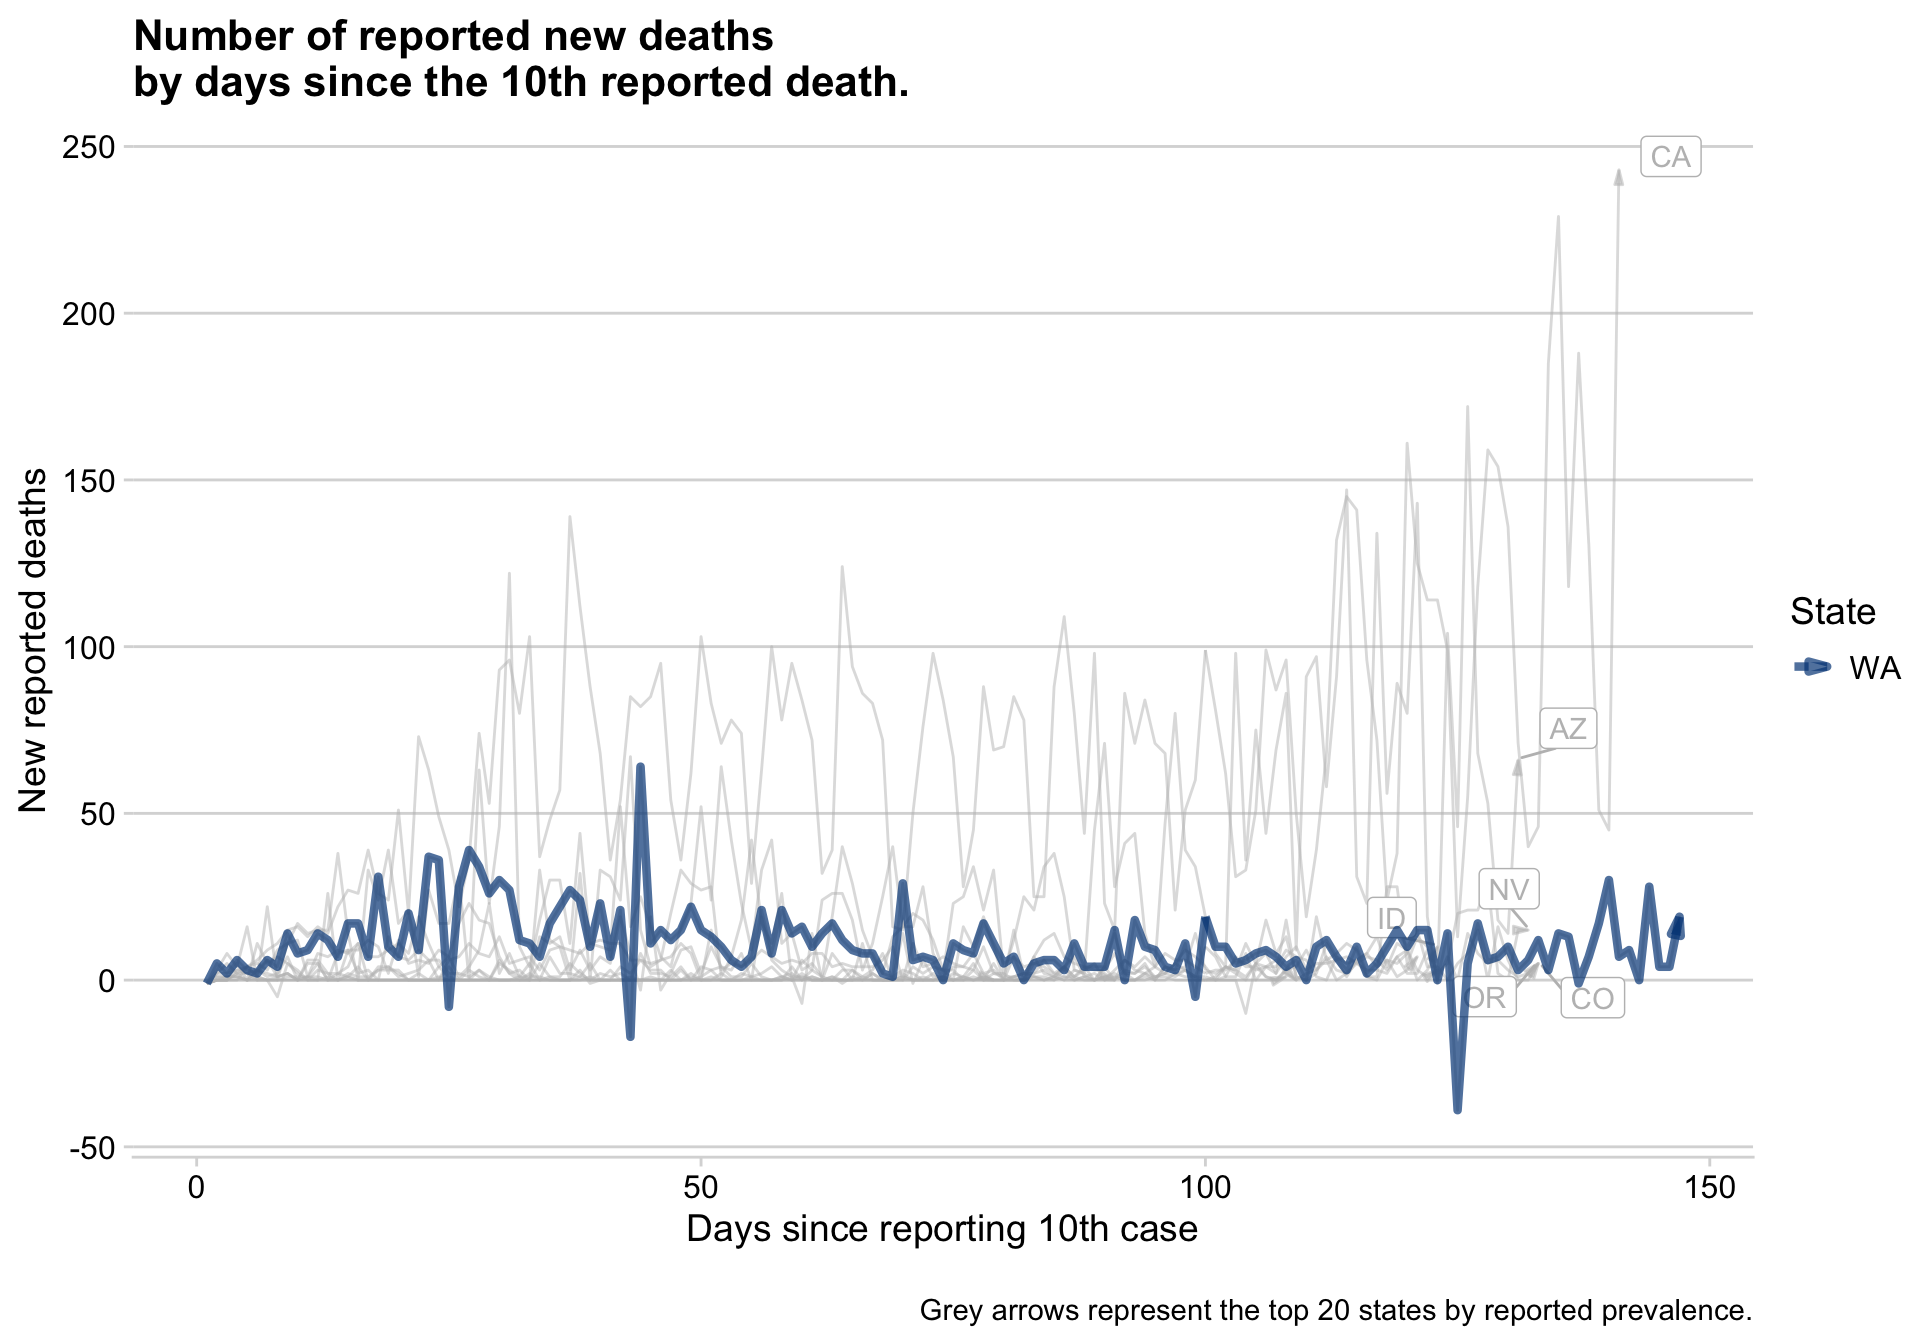 Number of reported new deaths
by days since the 10th reported death.
250
200
150
100
50
0
-50
New reported deaths
CA
AZ
NV
ID
OR
CO
State
WA
0
50
100
150
Days since reporting 10th case
Grey arrows represent the top 20 states by reported prevalence.